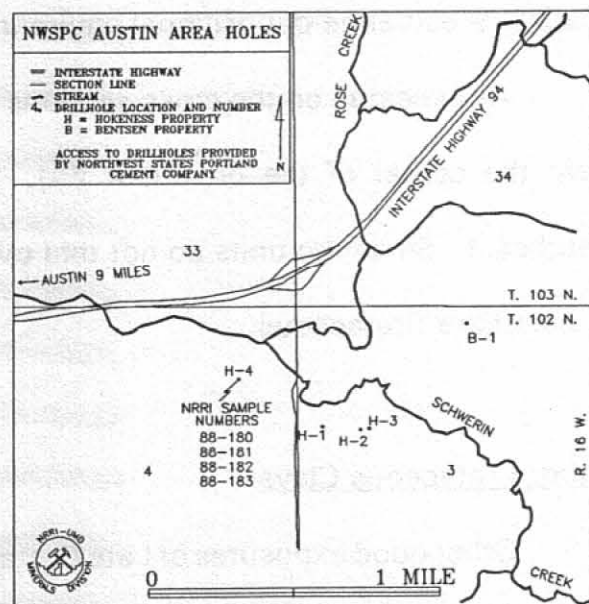 NWSPC AUSTIN AREA HOLES
INTERSTATE HIGHWAY
SECTION LINE
STREAM
DRILLHOLE LOCATION AND NUMBER
H = HOKENESS PROPERTY
B = BENTSEN PROPERTY
ACCESS TO DRILLHOLES PROVIDED
BY NORTHWEST STATES PORTLAND
CEMENT COMPANY
N
ROSE CREEK
INTERSTATE HIGHWAY 94
34
33
AUSTIN 9 MILES
T. 103 N.
T. 102 N.
B-1
H-4
NRRI SAMPLE
NUMBERS
88-180
88-181
88-182
88-183
H-1
H-2
H-3
SCHWERIN
CREEK
4
3
R. 16 W.
NRRI-UMD
MINERALS DIVISION
0 1 MILE